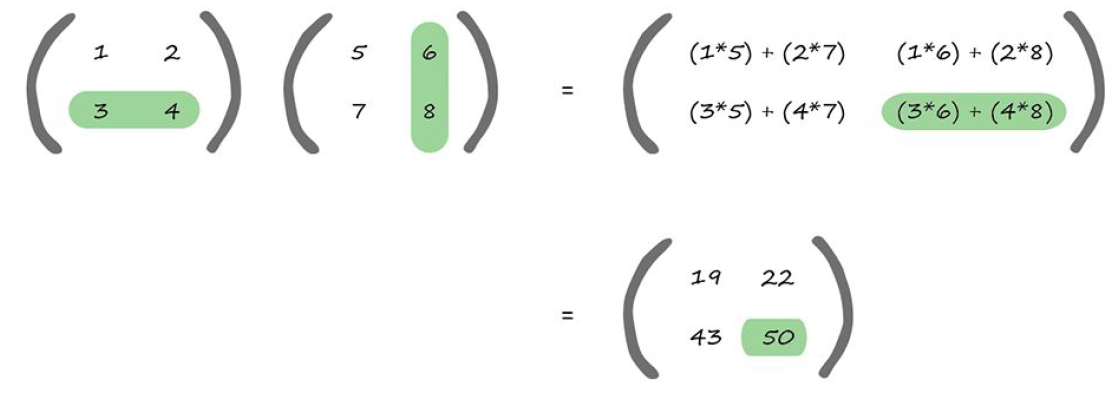 1 2 5 6 (1*5) + (2*7) (1*6) + (2*8)
= 
3 4 7 8 (3*5) + (4*7) (3*6) + (4*8)
19 22
=
43 50